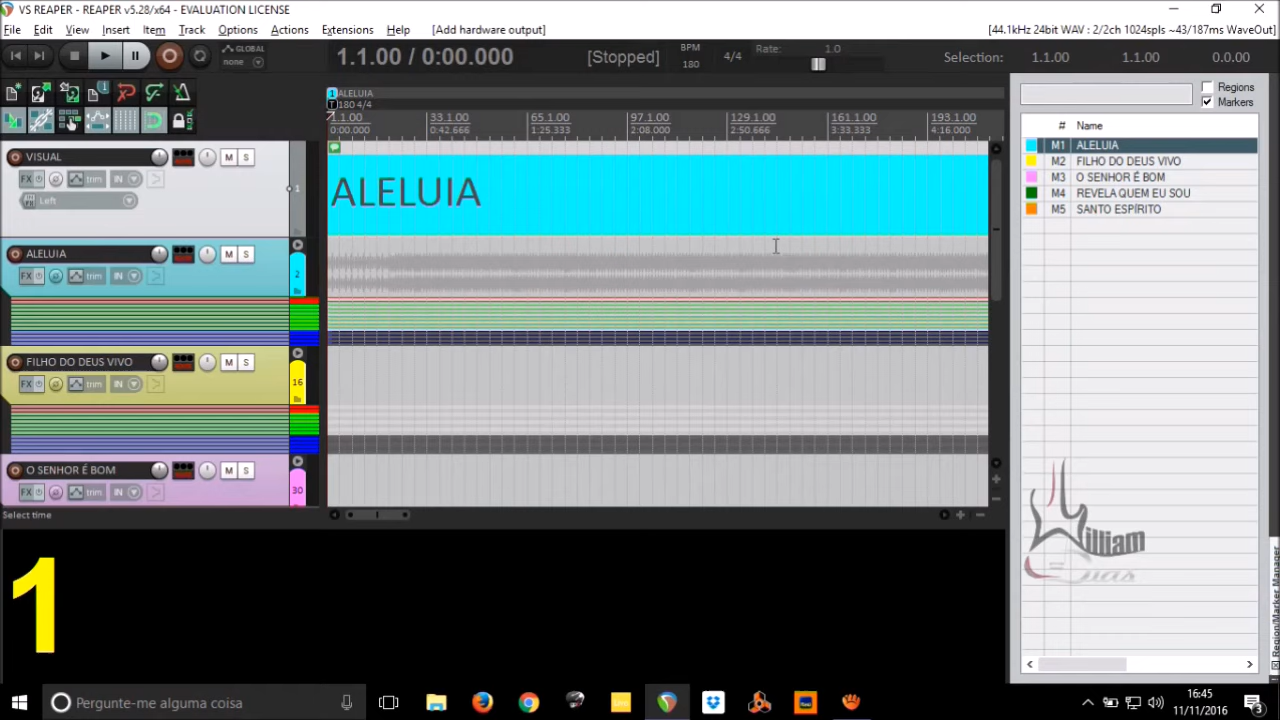 VS REAPER - REAPER v5.28/x64 - EVALUATION LICENSE
File Edit View Insert Item Track Options Actions Extensions Help [Add hardware output]
[44.1kHz 24bit WAV : 2/2ch 1024spls ~43/187ms WaveOut]
GLOBAL
none
1.1.00 / 0:00.000
[Stopped]
BPM
180
4/4
Rate: 1.0
Selection: 1.1.00 1.1.00 0.0.00
1 ALELUIA
T 180 4/4
1.1.00 33.1.00 65.1.00 97.1.00 129.1.00 161.1.00 193.1.00
0:00.000 0:42.666 1:25.333 2:08.000 2:50.666 3:33.333 4:16.000
VISUAL M S
FX trim IN
Left
1
ALELUIA
ALELUIA M S
FX trim IN
2
FILHO DO DEUS VIVO M S
FX trim IN
16
O SENHOR É BOM M S
FX trim IN
30
Select time
1
Regions
Markers
# Name
M1 ALELUIA
M2 FILHO DO DEUS VIVO
M3 O SENHOR É BOM
M4 REVELA QUEM EU SOU
M5 SANTO ESPÍRITO
William
Region/Marker Manager
Pergunte-me alguma coisa
16:45
11/11/2016
3